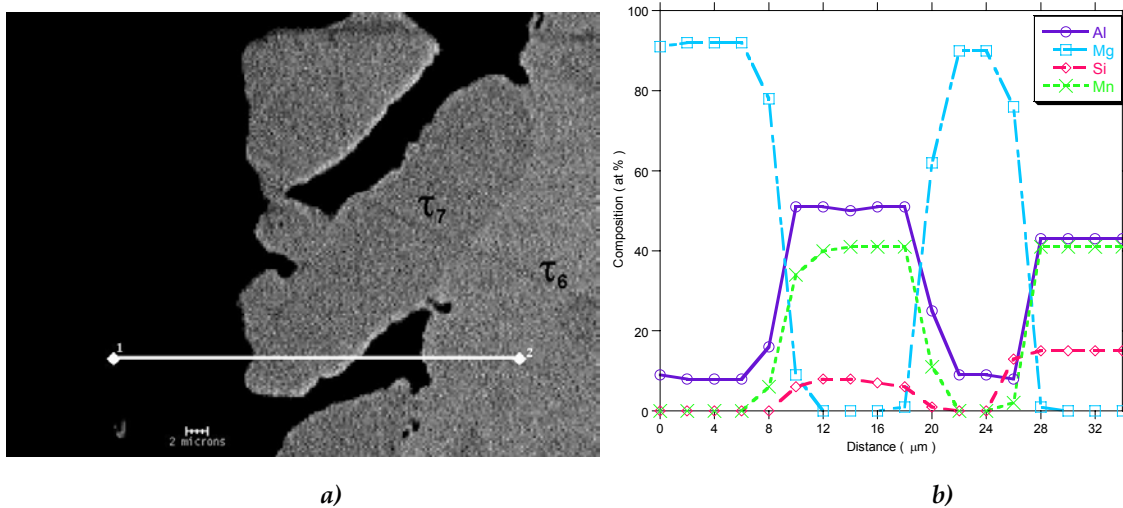 τ7
τ6
1
2
2 microns
a)
100
80
60
40
20
0
Composition ( at % )
0 4 8 12 16 20 24 28 32
Distance ( μm )
Al
Mg
Si
Mn
b)